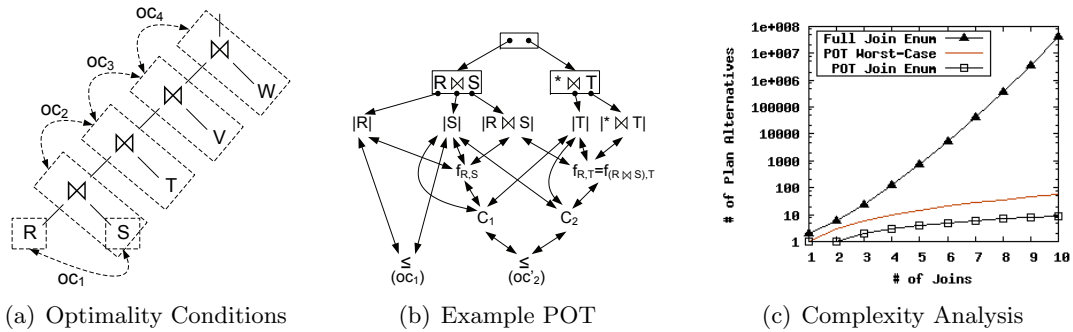 oc4
oc3
W
oc2
V
T
R
S
oc1
(a) Optimality Conditions
R ⋈ S
* ⋈ T
|R| |S| |R ⋈ S| |T| |* ⋈ T|
fR,S
fR,T=f(R ⋈ S),T
C1
C2
≤
(oc1)
≤
(oc'2)
(b) Example POT
1e+008
1e+007
1e+006
100000
10000
1000
100
10
1
# of Plan Alternatives
Full Join Enum
POT Worst-Case
POT Join Enum
1 2 3 4 5 6 7 8 9 10
# of Joins
(c) Complexity Analysis